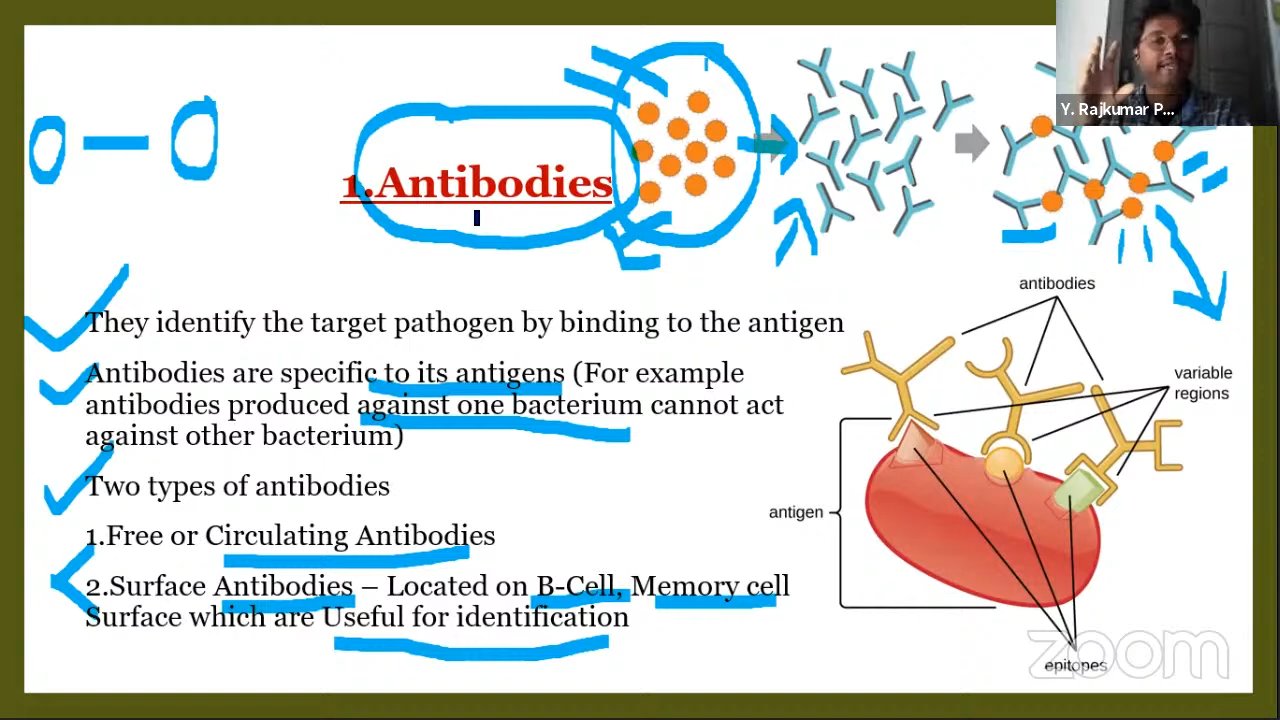 Y. Rajkumar P...
1.Antibodies
They identify the target pathogen by binding to the antigen
Antibodies are specific to its antigens (For example
antibodies produced against one bacterium cannot act
against other bacterium)
Two types of antibodies
1.Free or Circulating Antibodies
2.Surface Antibodies – Located on B-Cell, Memory cell
Surface which are Useful for identification
antibodies
variable
regions
antigen
epitopes
zoom